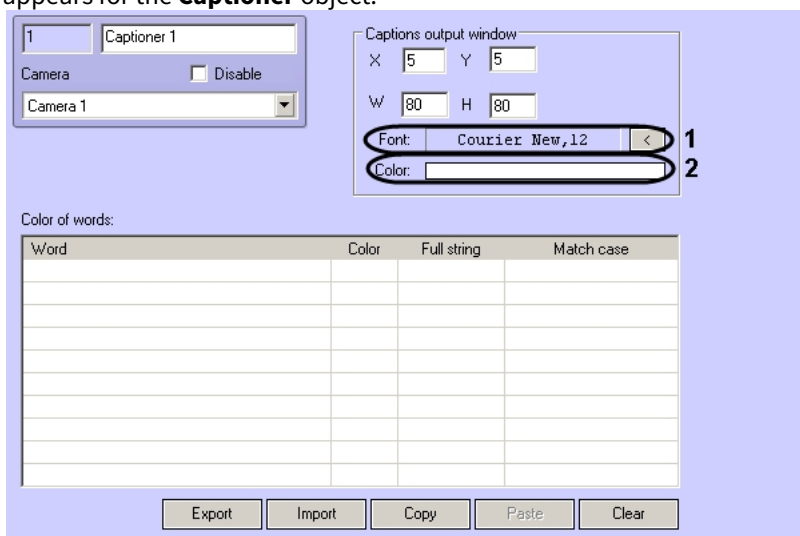 appears for the Captioner object.
1 Captioner 1
Camera Disable
Camera 1
Captions output window
X 5 Y 5
W 80 H 80
Font: Courier New,12 < 1
Color: 2
Color of words:
Word Color Full string Match case
Export Import Copy Paste Clear